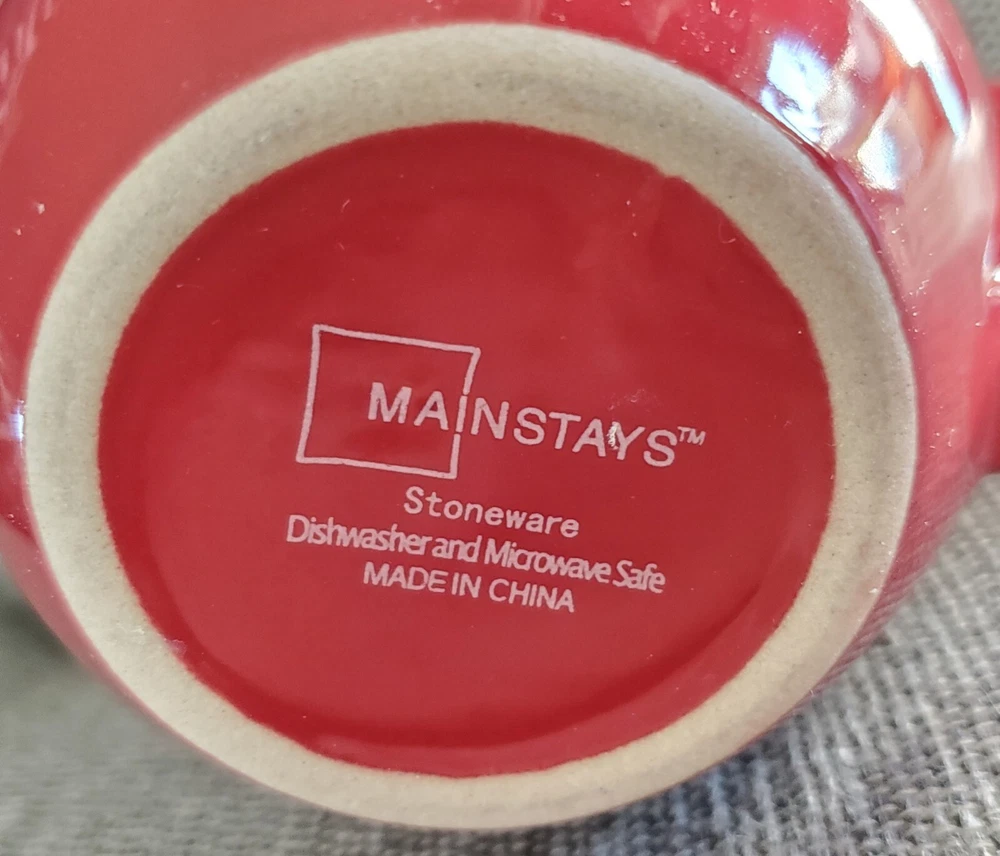 MAINSTAYS™
Stoneware
Dishwasher and Microwave Safe
MADE IN CHINA